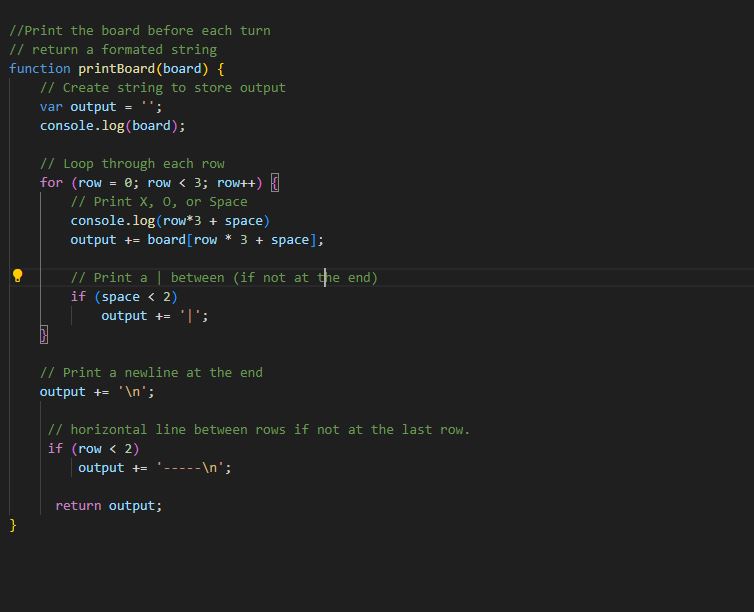 //Print the board before each turn
// return a formated string
function printBoard(board) {
    // Create string to store output
    var output = '';
    console.log(board);

    // Loop through each row
    for (row = 0; row < 3; row++) {
        // Print X, O, or Space
        console.log(row*3 + space)
        output += board[row * 3 + space];

        // Print a | between (if not at the end)
        if (space < 2)
            output += '|';
    }

    // Print a newline at the end
    output += '\n';

     // horizontal line between rows if not at the last row.
     if (row < 2)
         output += '-----\n';

      return output;
}